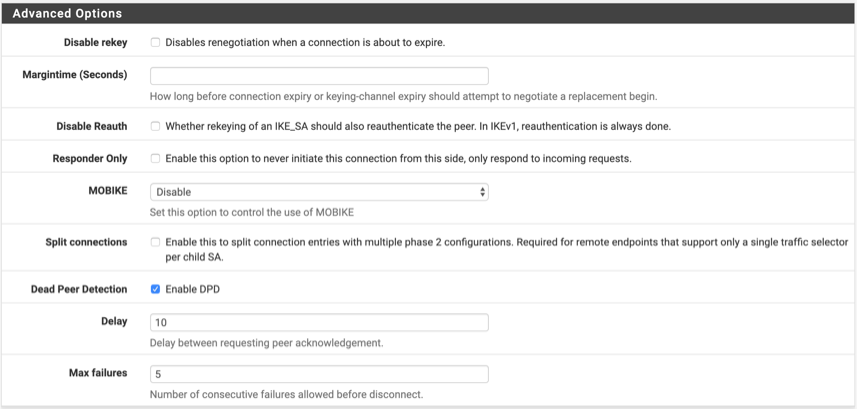 Advanced Options
Disable rekey Disables renegotiation when a connection is about to expire.
Margintime (Seconds)
How long before connection expiry or keying-channel expiry should attempt to negotiate a replacement begin.
Disable Reauth Whether rekeying of an IKE_SA should also reauthenticate the peer. In IKEv1, reauthentication is always done.
Responder Only Enable this option to never initiate this connection from this side, only respond to incoming requests.
MOBIKE Disable
Set this option to control the use of MOBIKE
Split connections Enable this to split connection entries with multiple phase 2 configurations. Required for remote endpoints that support only a single traffic selector
per child SA.
Dead Peer Detection Enable DPD
Delay 10
Delay between requesting peer acknowledgement.
Max failures 5
Number of consecutive failures allowed before disconnect.